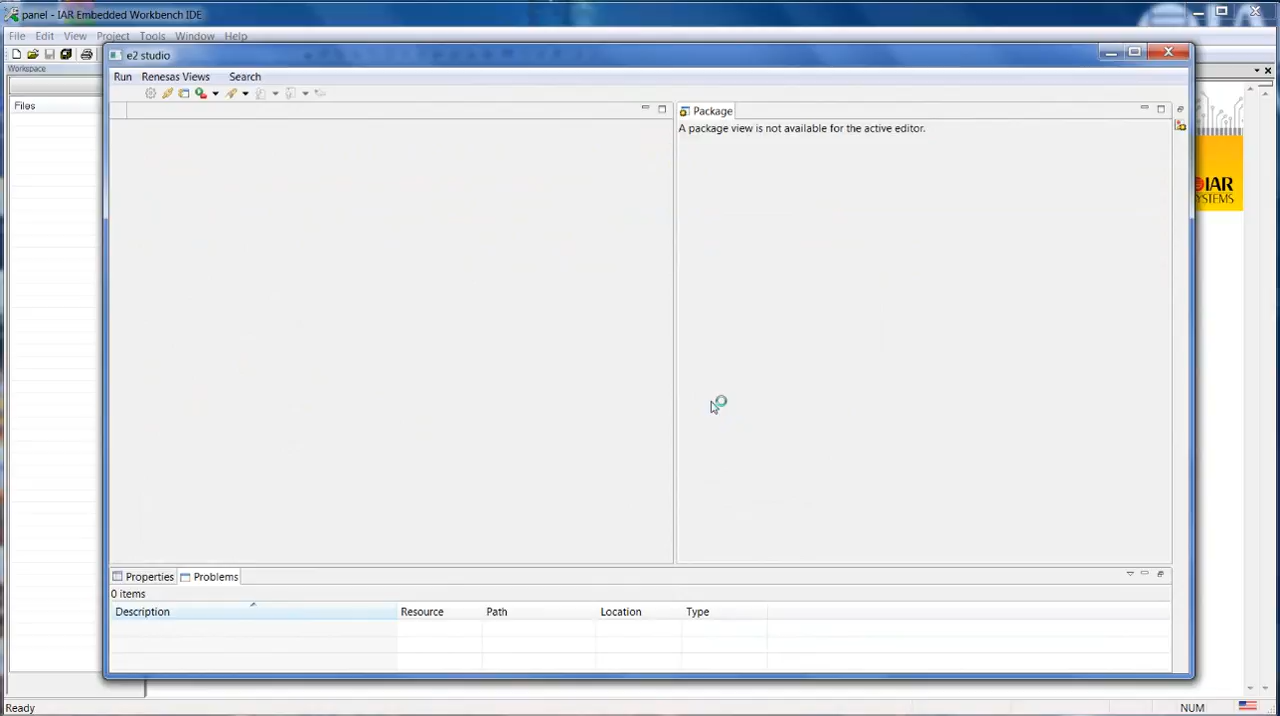 panel - IAR Embedded Workbench IDE
File Edit View Project Tools Window Help
Workspace
Files
e2 studio
Run Renesas Views Search
Package
A package view is not available for the active editor.
IAR
SYSTEMS
Properties Problems
0 items
Description Resource Path Location Type
Ready NUM